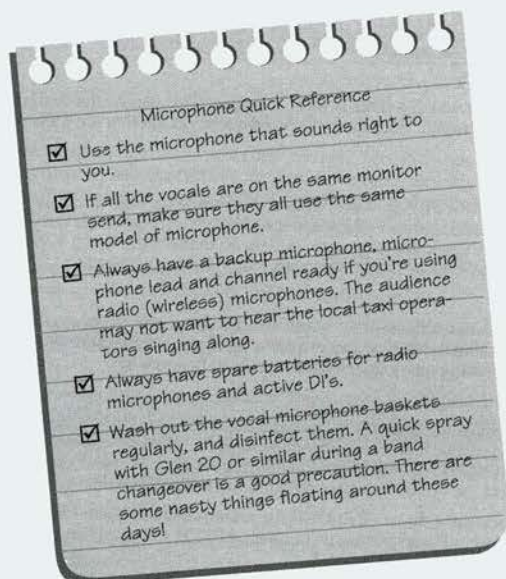 Microphone Quick Reference
☑ Use the microphone that sounds right to
you.
☑ If all the vocals are on the same monitor
send, make sure they all use the same
model of microphone.
☑ Always have a backup microphone, micro-
phone lead and channel ready if you're using
radio (wireless) microphones. The audience
may not want to hear the local taxi opera-
tors singing along.
☑ Always have spare batteries for radio
microphones and active DI's.
☑ Wash out the vocal microphone baskets
regularly, and disinfect them. A quick spray
with Glen 20 or similar during a band
changeover is a good precaution. There are
some nasty things floating around these
days!